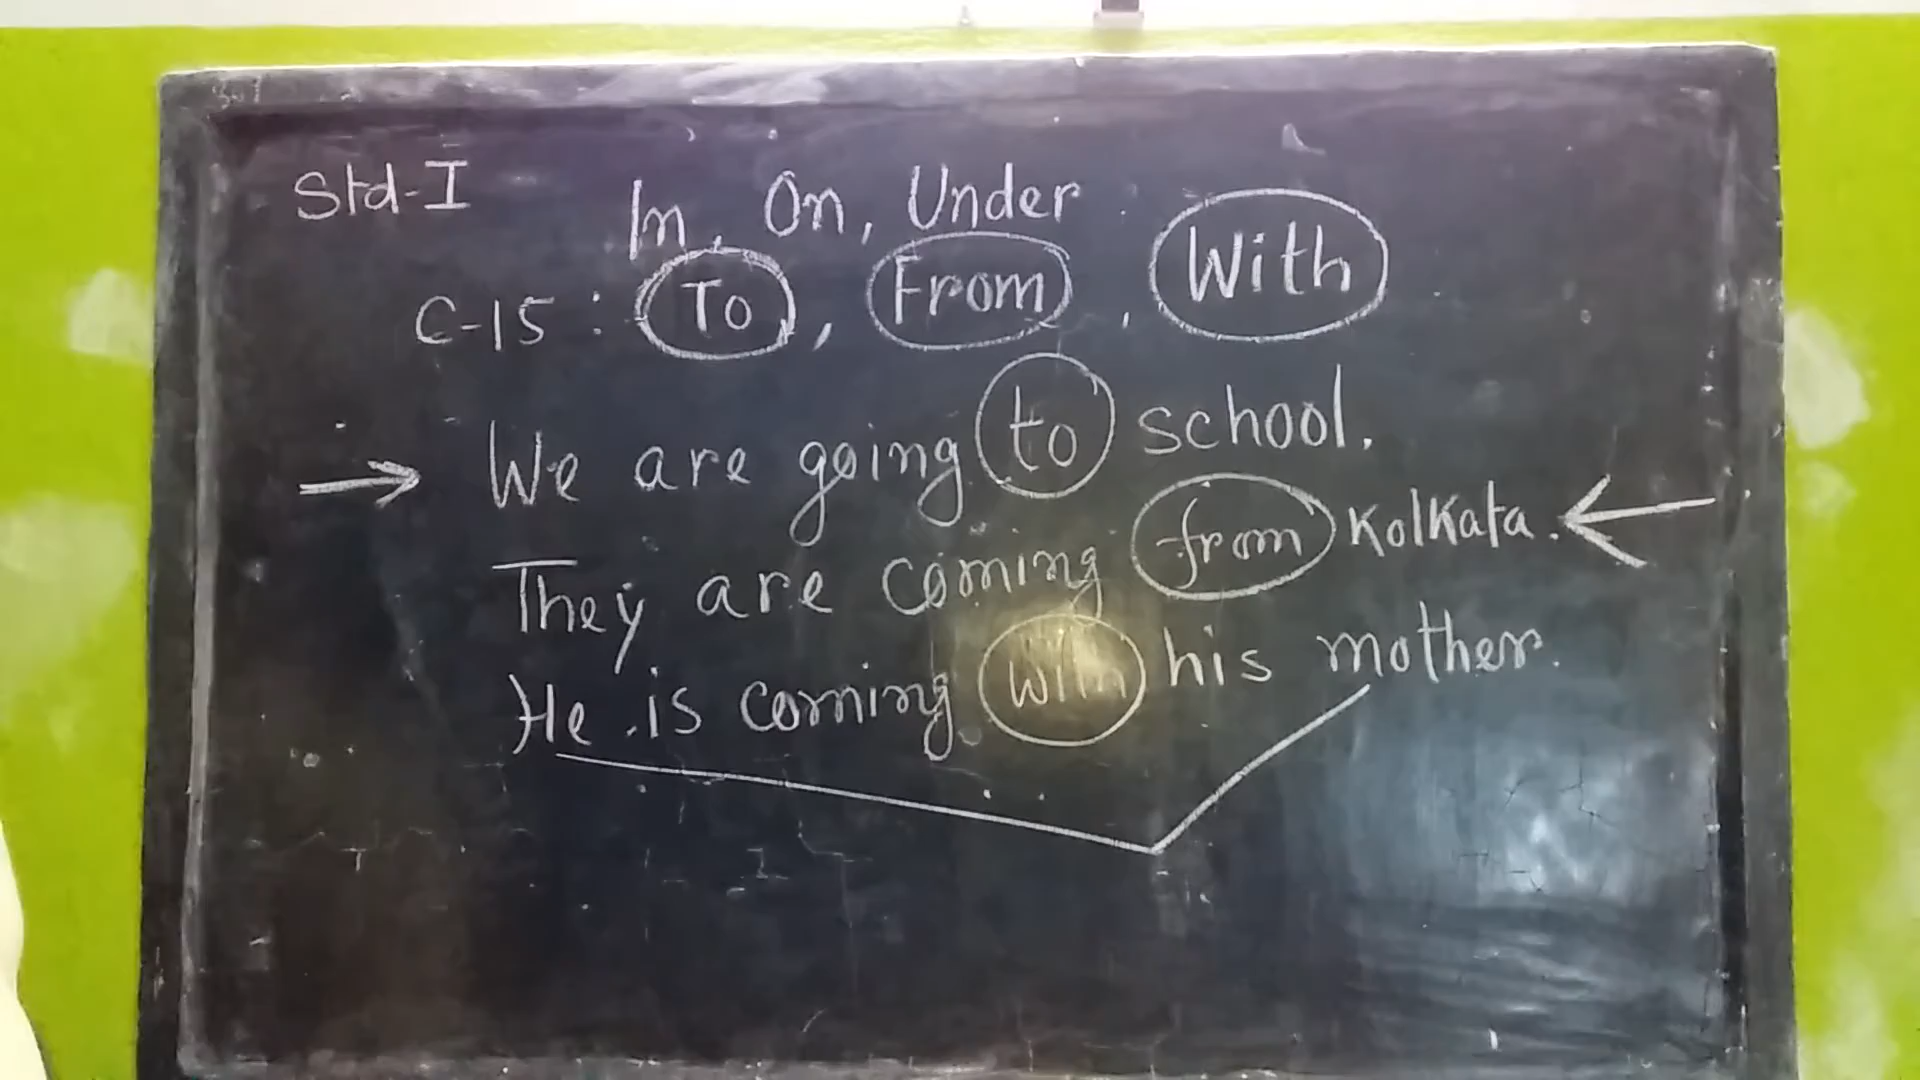 Std-I
In, On, Under
C-15 : To, From, With
We are going to school.
They are coming from Kolkata.
He is coming with his mother.